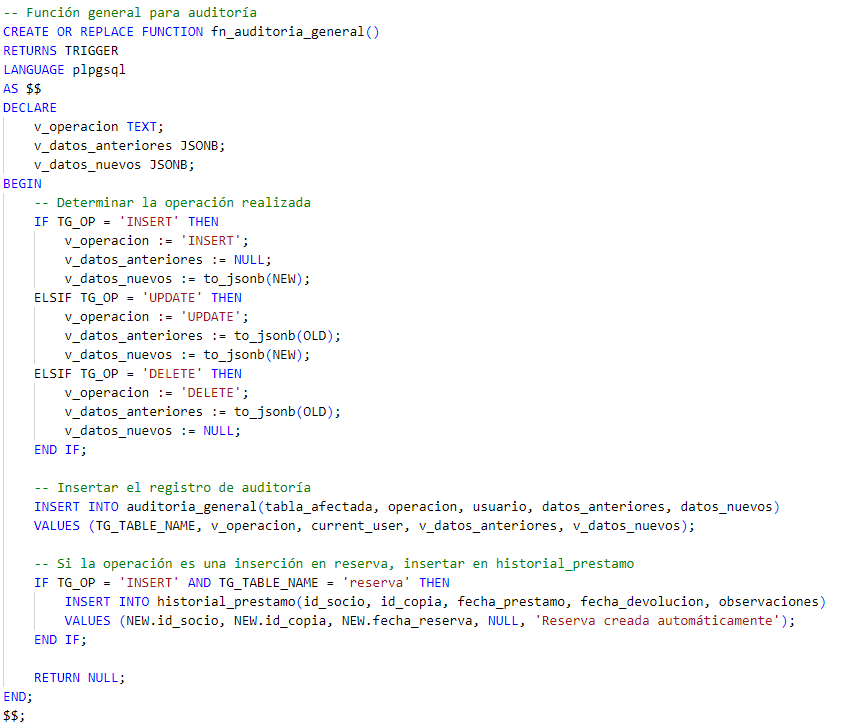 -- Función general para auditoría
CREATE OR REPLACE FUNCTION fn_auditoria_general()
RETURNS TRIGGER
LANGUAGE plpgsql
AS $$
DECLARE
    v_operacion TEXT;
    v_datos_anteriores JSONB;
    v_datos_nuevos JSONB;
BEGIN
    -- Determinar la operación realizada
    IF TG_OP = 'INSERT' THEN
        v_operacion := 'INSERT';
        v_datos_anteriores := NULL;
        v_datos_nuevos := to_jsonb(NEW);
    ELSIF TG_OP = 'UPDATE' THEN
        v_operacion := 'UPDATE';
        v_datos_anteriores := to_jsonb(OLD);
        v_datos_nuevos := to_jsonb(NEW);
    ELSIF TG_OP = 'DELETE' THEN
        v_operacion := 'DELETE';
        v_datos_anteriores := to_jsonb(OLD);
        v_datos_nuevos := NULL;
    END IF;

    -- Insertar el registro de auditoría
    INSERT INTO auditoria_general(tabla_afectada, operacion, usuario, datos_anteriores, datos_nuevos)
    VALUES (TG_TABLE_NAME, v_operacion, current_user, v_datos_anteriores, v_datos_nuevos);

    -- Si la operación es una inserción en reserva, insertar en historial_prestamo
    IF TG_OP = 'INSERT' AND TG_TABLE_NAME = 'reserva' THEN
        INSERT INTO historial_prestamo(id_socio, id_copia, fecha_prestamo, fecha_devolucion, observaciones)
        VALUES (NEW.id_socio, NEW.id_copia, NEW.fecha_reserva, NULL, 'Reserva creada automáticamente');
    END IF;

    RETURN NULL;
END;
$$;